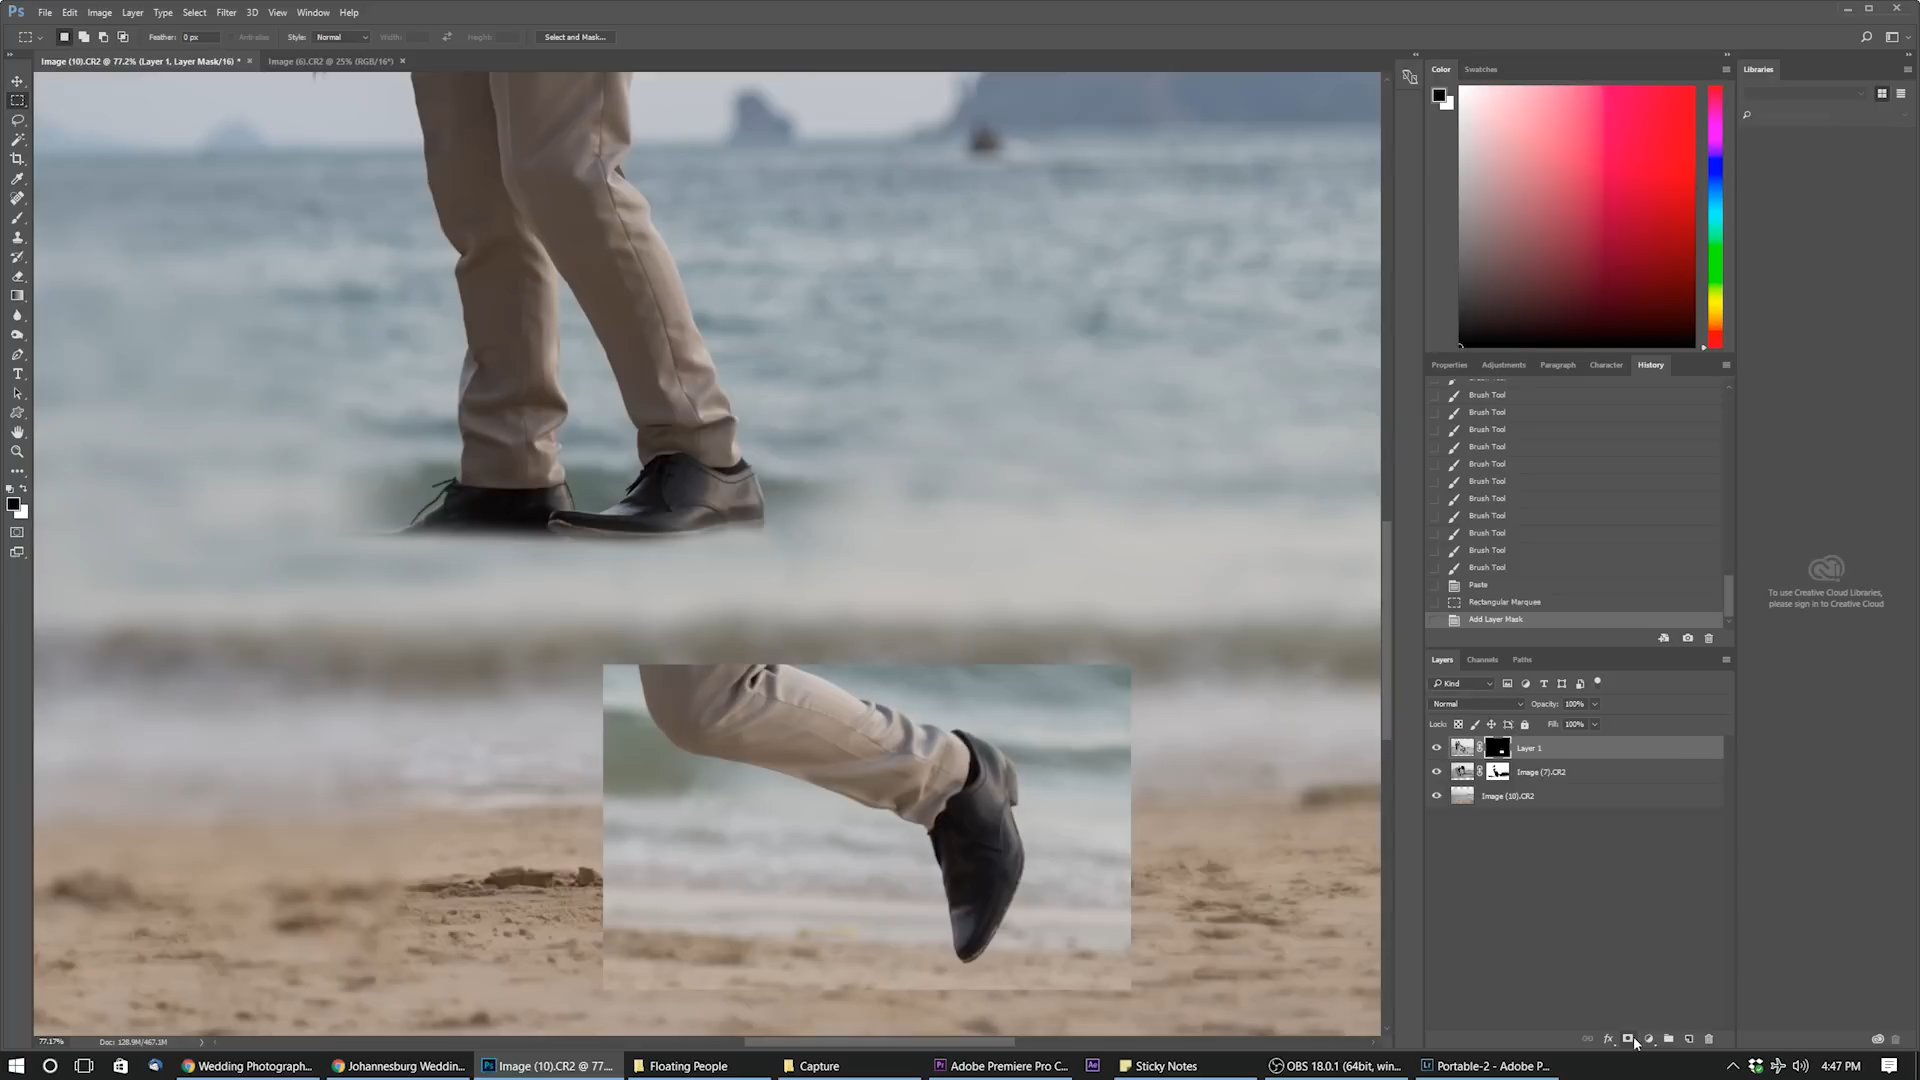 Ps File Edit Image Layer Type Select Filter 3D View Window Help
Feather: 0 px Anti-alias Style: Normal Width: Height: Select and Mask...
Image (10).CR2 @ 77.2% (Layer 1, Layer Mask/16) * × Image (6).CR2 @ 25% (RGB/16*) ×
Color Swatches
Libraries
Properties Adjustments Paragraph Character History
Brush Tool
Brush Tool
Brush Tool
Brush Tool
Brush Tool
Brush Tool
Brush Tool
Brush Tool
Brush Tool
Brush Tool
Brush Tool
Paste
Rectangular Marquee
Add Layer Mask
To use Creative Cloud Libraries,
please sign in to Creative Cloud
Layers Channels Paths
Kind
Normal Opacity: 100%
Lock: Fill: 100%
Layer 1
Image (7).CR2
Image (10).CR2
fx
77.17% Doc: 128.9M/467.1M
Wedding Photograph...
Johannesburg Weddin...
Image (10).CR2 @ 77....
Floating People
Capture
Adobe Premiere Pro C...
Sticky Notes
OBS 18.0.1 (64bit, win...
Portable-2 - Adobe P...
4:47 PM